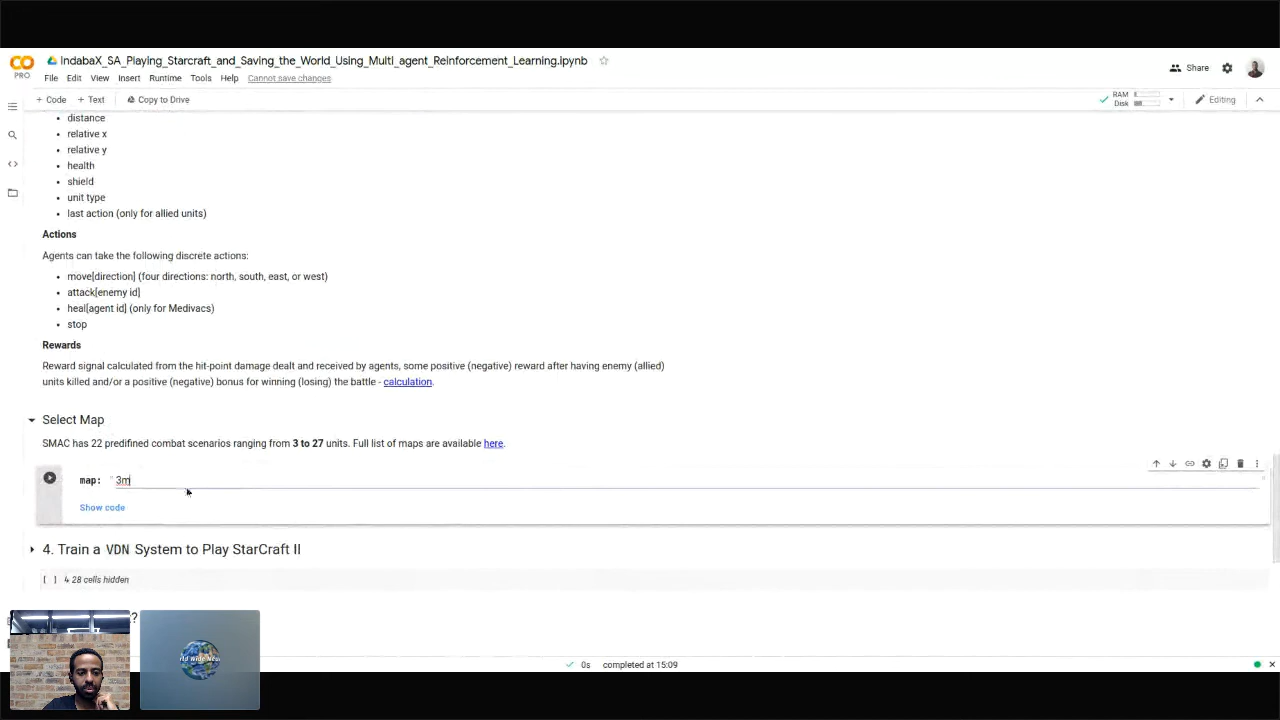 IndabaX_SA_Playing_Starcraft_and_Saving_the_World_Using_Multi_agent_Reinforcement_Learning.ipynb
PRO
File Edit View Insert Runtime Tools Help Cannot save changes
Share
+ Code + Text Copy to Drive
RAM
Disk
Editing
distance
relative x
relative y
health
shield
unit type
last action (only for allied units)
Actions
Agents can take the following discrete actions:
move[direction] (four directions: north, south, east, or west)
attack[enemy id]
heal[agent id] (only for Medivacs)
stop
Rewards
Reward signal calculated from the hit-point damage dealt and received by agents, some positive (negative) reward after having enemy (allied)
units killed and/or a positive (negative) bonus for winning (losing) the battle - calculation.
Select Map
SMAC has 22 predifined combat scenarios ranging from 3 to 27 units. Full list of maps are available here.
map: "3m
Show code
4. Train a VDN System to Play StarCraft II
[ ] ↳ 28 cells hidden
?
0s completed at 15:09